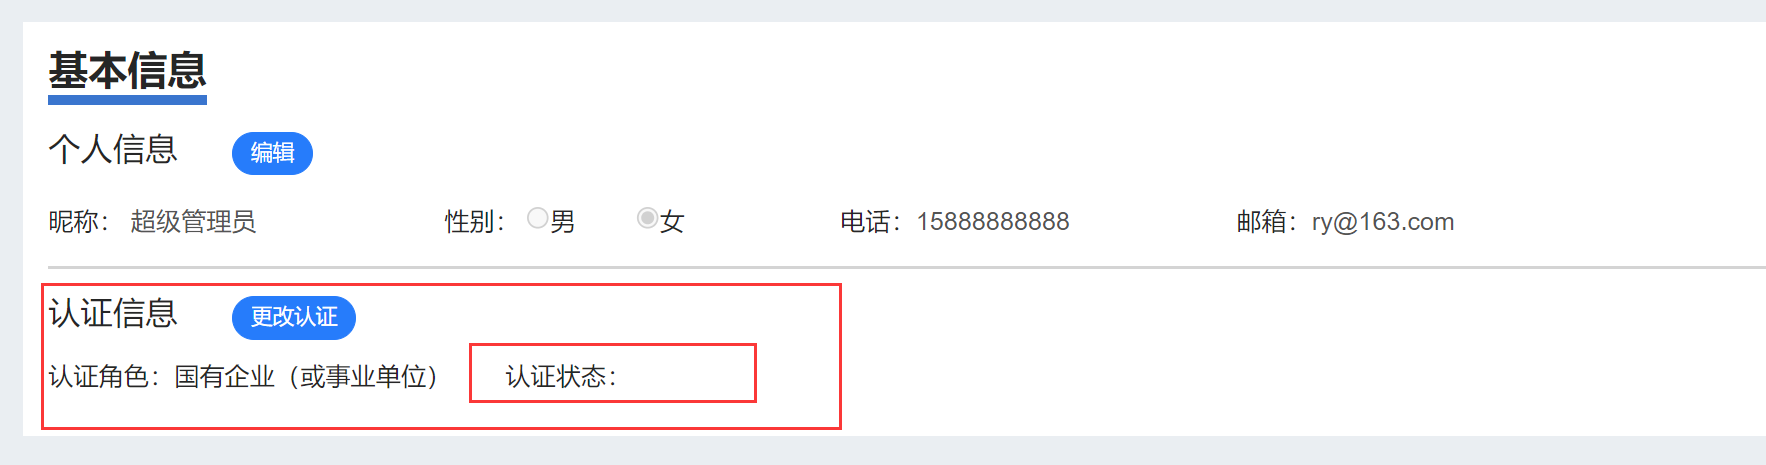 基本信息
个人信息 编辑
昵称： 超级管理员 性别： 男 女 电话：15888888888 邮箱：ry@163.com
认证信息 更改认证
认证角色：国有企业（或事业单位） 认证状态：